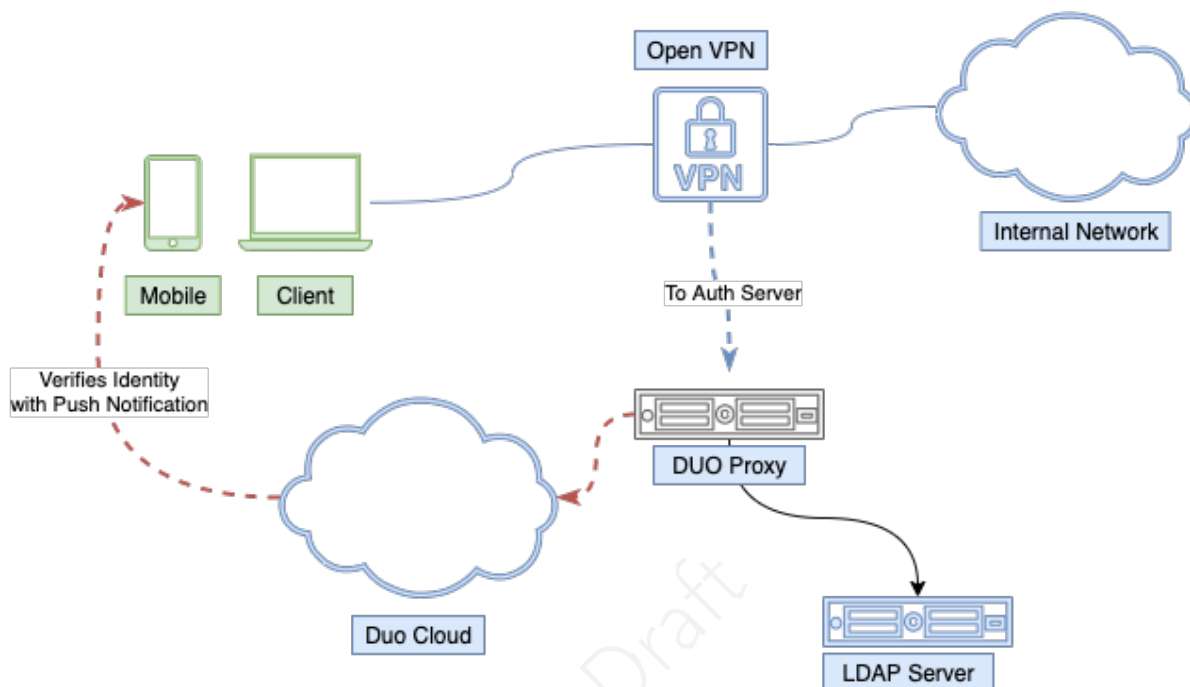 Open VPN
VPN
Internal Network
Mobile
Client
To Auth Server
Verifies Identity
with Push Notification
DUO Proxy
Duo Cloud
Draft
LDAP Server